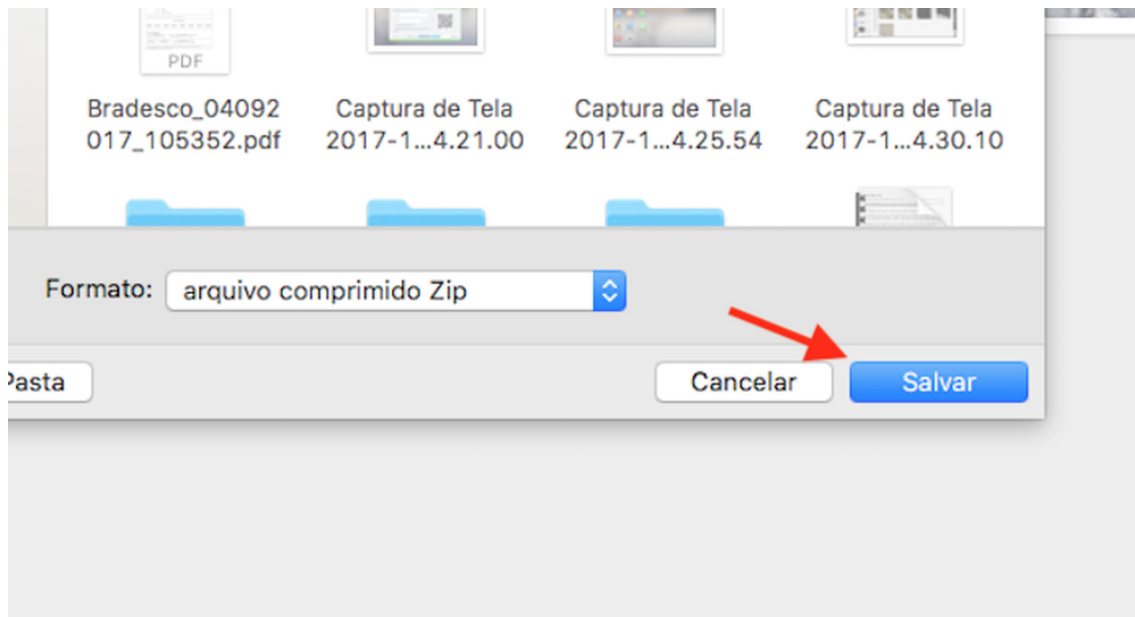 PDF
Bradesco_04092
017_105352.pdf
Captura de Tela
2017-1...4.21.00
Captura de Tela
2017-1...4.25.54
Captura de Tela
2017-1...4.30.10
Formato: arquivo comprimido Zip
Pasta
Cancelar
Salvar